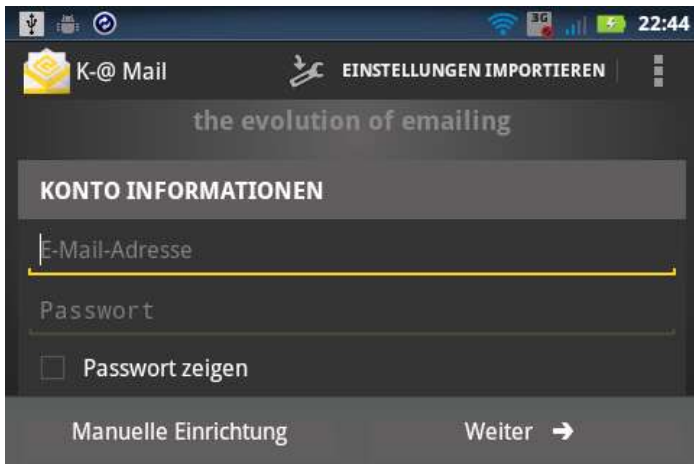 3G 22:44
K-@ Mail EINSTELLUNGEN IMPORTIEREN
the evolution of emailing
KONTO INFORMATIONEN
E-Mail-Adresse
Passwort
Passwort zeigen
Manuelle Einrichtung Weiter